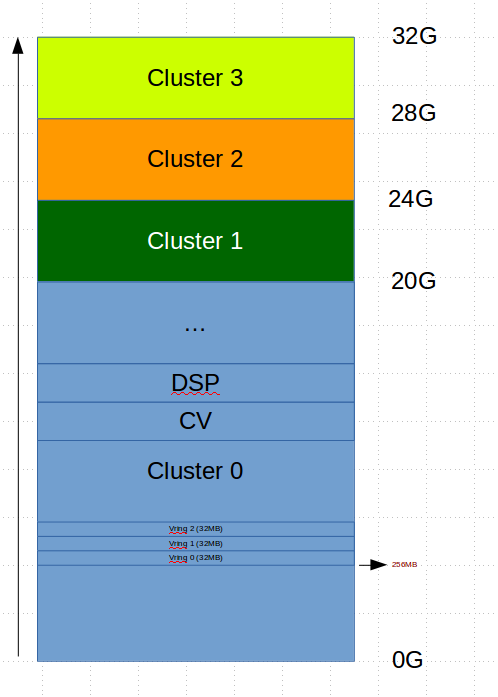 32G
Cluster 3
28G
Cluster 2
24G
Cluster 1
20G
...
DSP
CV
Cluster 0
Vring 2 (32MB)
Vring 1 (32MB)
Vring 0 (32MB)
256MB
0G